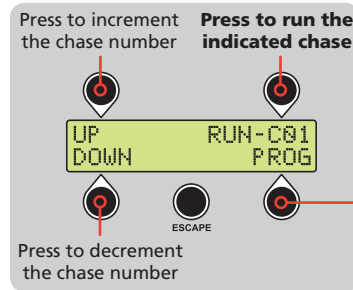 Press to increment
the chase number
Press to run the
indicated chase
UP RUN-C01
DOWN PROG
ESCAPE
Press to decrement
the chase number